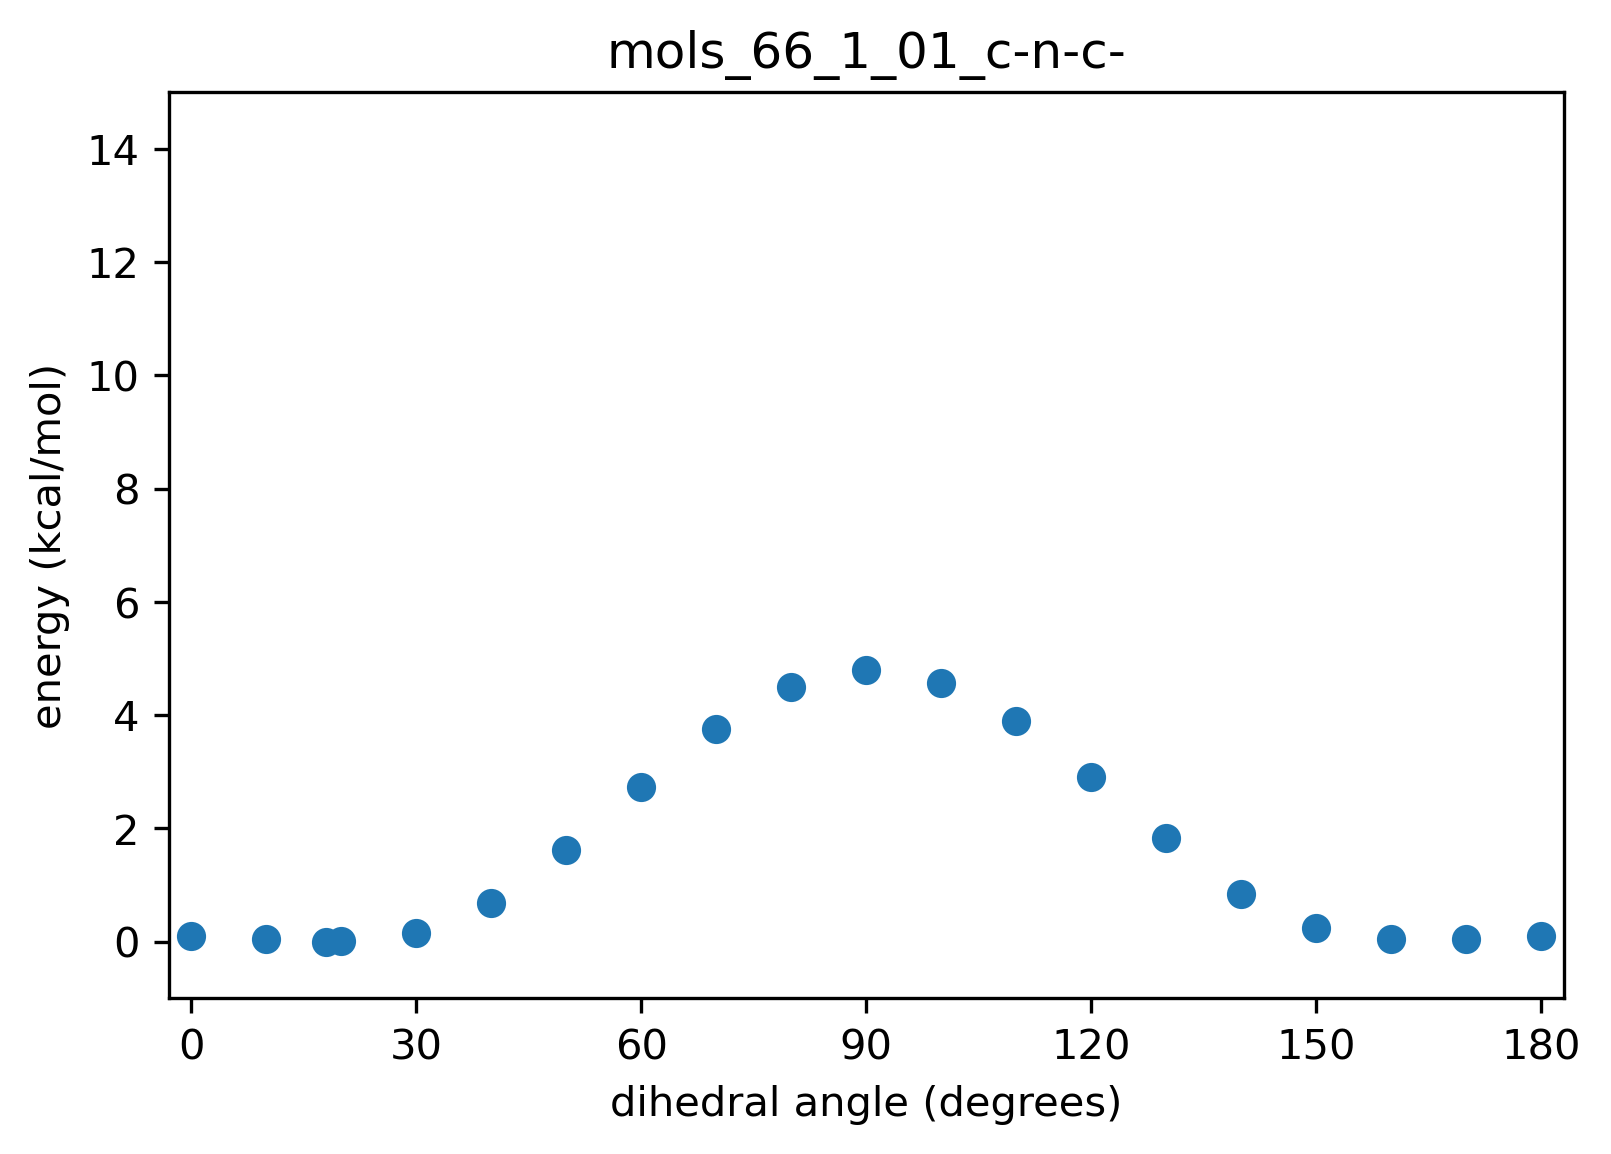 mols_66_1_01_c-n-c-
14
12
10
8
6
4
2
0
energy (kcal/mol)
0 30 60 90 120 150 180
dihedral angle (degrees)